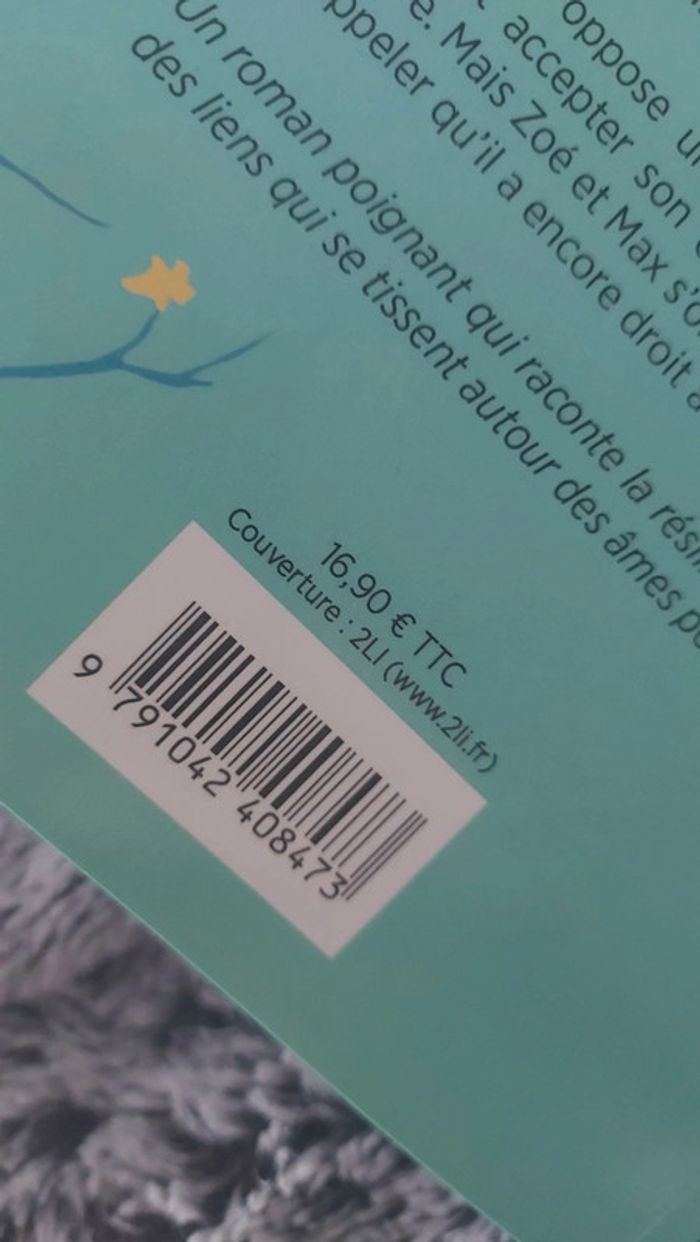 oppose
accepter son
e. Mais Zoé et Max s'o
ppeler qu'il a encore droit à
Un roman poignant qui raconte la rési
des liens qui se tissent autour des âmes pe
16,90 € TTC
Couverture : 2LI (www.2li.fr)
9 791042 408473